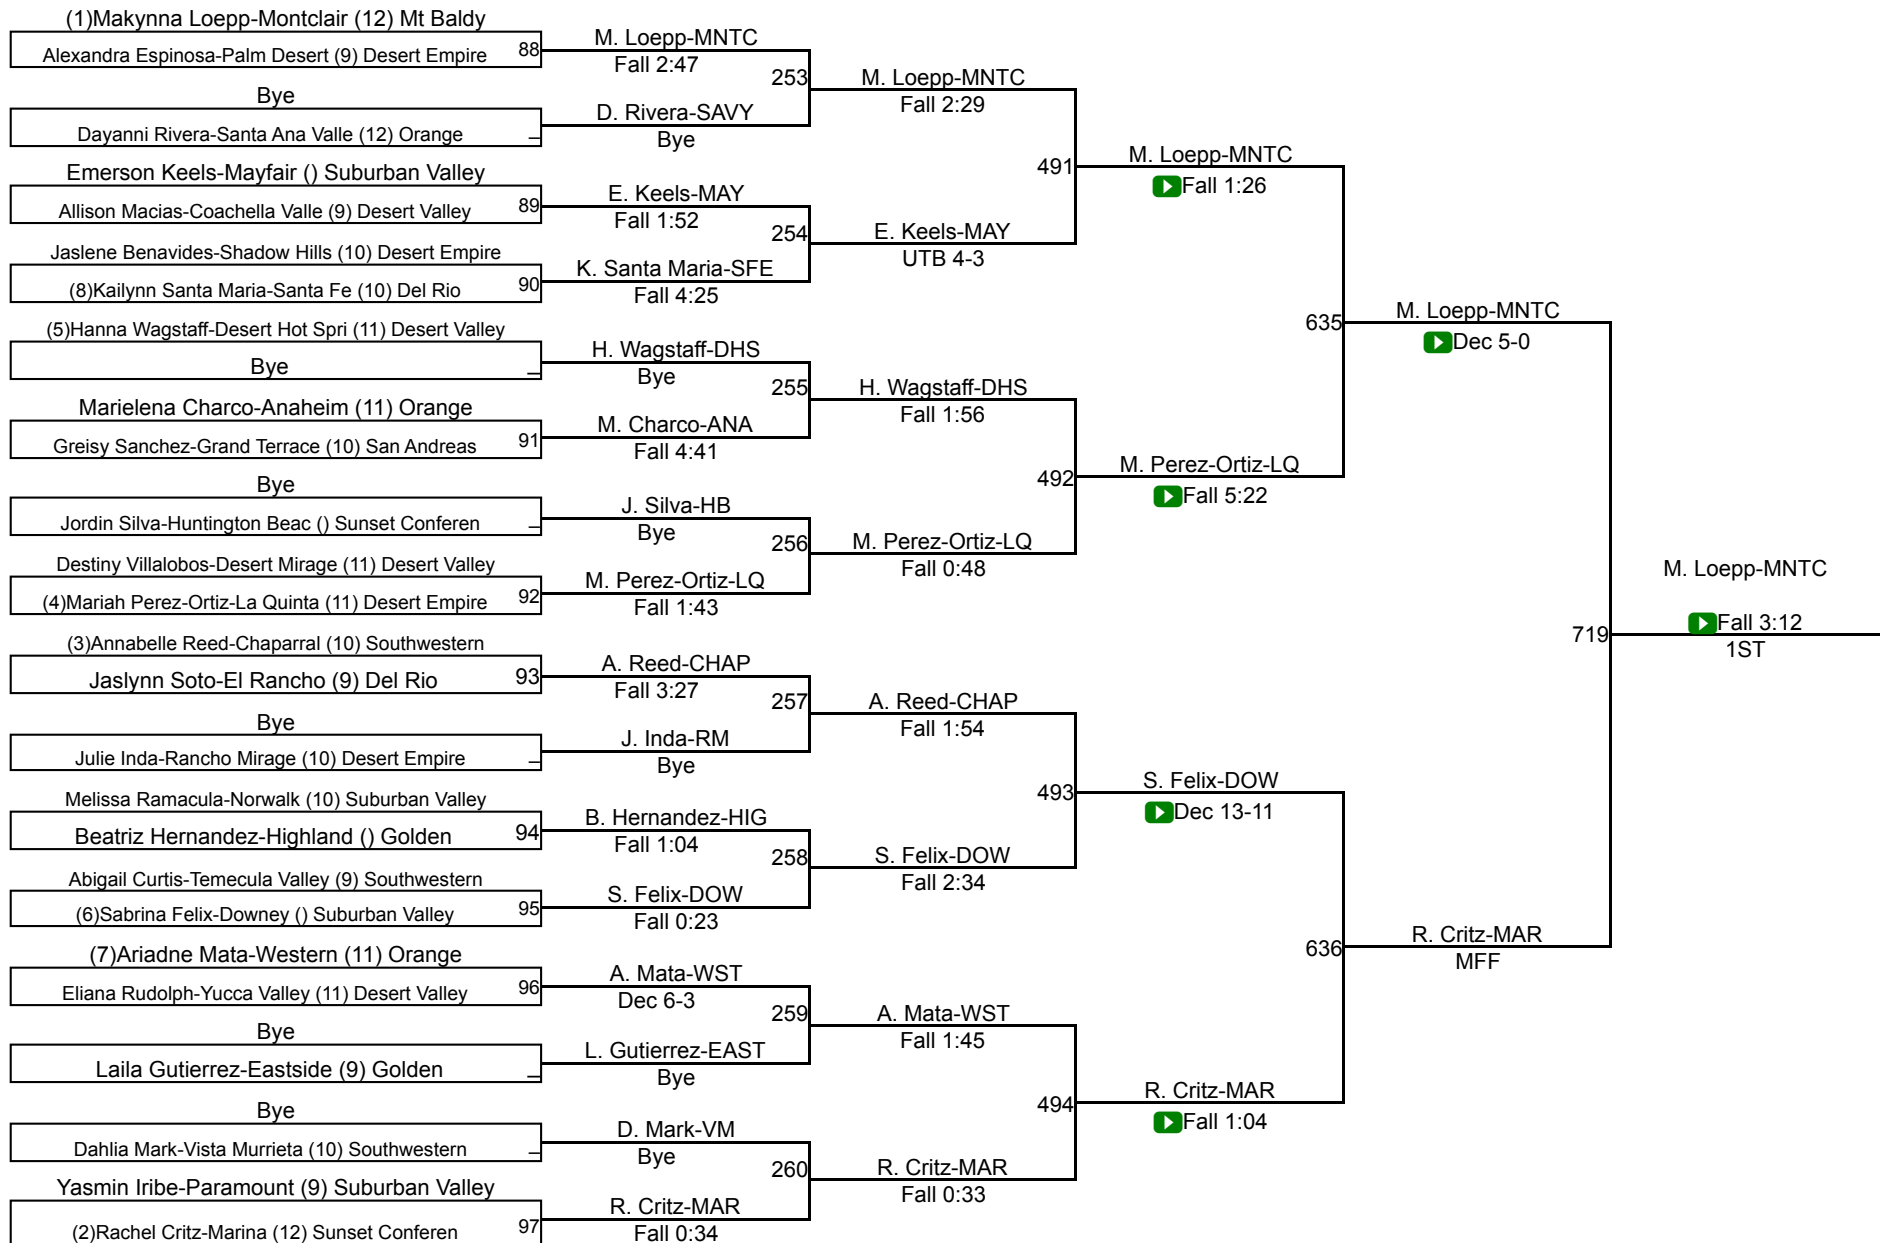 (1)Makynna Loepp-Montclair (12) Mt Baldy
Alexandra Espinosa-Palm Desert (9) Desert Empire
88
Bye
Dayanni Rivera-Santa Ana Valle (12) Orange
_
Emerson Keels-Mayfair () Suburban Valley
Allison Macias-Coachella Valle (9) Desert Valley
89
Jaslene Benavides-Shadow Hills (10) Desert Empire
(8)Kailynn Santa Maria-Santa Fe (10) Del Rio
90
(5)Hanna Wagstaff-Desert Hot Spri (11) Desert Valley
Bye
_
Marielena Charco-Anaheim (11) Orange
Greisy Sanchez-Grand Terrace (10) San Andreas
91
Bye
Jordin Silva-Huntington Beac () Sunset Conferen
_
Destiny Villalobos-Desert Mirage (11) Desert Valley
(4)Mariah Perez-Ortiz-La Quinta (11) Desert Empire
92
(3)Annabelle Reed-Chaparral (10) Southwestern
Jaslynn Soto-El Rancho (9) Del Rio
93
Bye
Julie Inda-Rancho Mirage (10) Desert Empire
_
Melissa Ramacula-Norwalk (10) Suburban Valley
Beatriz Hernandez-Highland () Golden
94
Abigail Curtis-Temecula Valley (9) Southwestern
(6)Sabrina Felix-Downey () Suburban Valley
95
(7)Ariadne Mata-Western (11) Orange
Eliana Rudolph-Yucca Valley (11) Desert Valley
96
Bye
Laila Gutierrez-Eastside (9) Golden
_
Bye
Dahlia Mark-Vista Murrieta (10) Southwestern
_
Yasmin Iribe-Paramount (9) Suburban Valley
(2)Rachel Critz-Marina (12) Sunset Conferen
97
M. Loepp-MNTC
Fall 2:47
253
D. Rivera-SAVY
Bye
E. Keels-MAY
Fall 1:52
254
K. Santa Maria-SFE
Fall 4:25
H. Wagstaff-DHS
Bye
255
M. Charco-ANA
Fall 4:41
J. Silva-HB
Bye
256
M. Perez-Ortiz-LQ
Fall 1:43
A. Reed-CHAP
Fall 3:27
257
J. Inda-RM
Bye
B. Hernandez-HIG
Fall 1:04
258
S. Felix-DOW
Fall 0:23
A. Mata-WST
Dec 6-3
259
L. Gutierrez-EAST
Bye
D. Mark-VM
Bye
260
R. Critz-MAR
Fall 0:34
M. Loepp-MNTC
Fall 2:29
491
E. Keels-MAY
UTB 4-3
H. Wagstaff-DHS
Fall 1:56
492
M. Perez-Ortiz-LQ
Fall 0:48
A. Reed-CHAP
Fall 1:54
493
S. Felix-DOW
Fall 2:34
A. Mata-WST
Fall 1:45
494
R. Critz-MAR
Fall 0:33
M. Loepp-MNTC
Fall 1:26
635
M. Perez-Ortiz-LQ
Fall 5:22
S. Felix-DOW
Dec 13-11
636
R. Critz-MAR
Fall 1:04
M. Loepp-MNTC
Dec 5-0
719
R. Critz-MAR
MFF
M. Loepp-MNTC
Fall 3:12
1ST